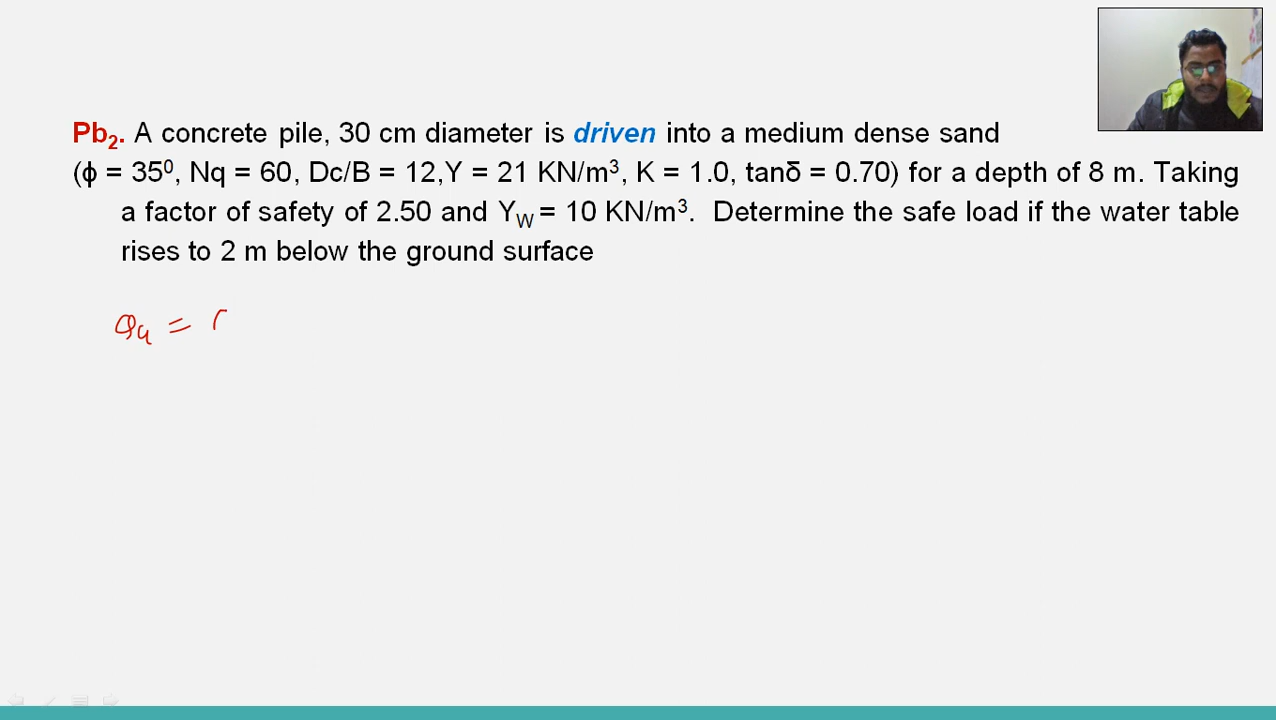 Pb₂. A concrete pile, 30 cm diameter is driven into a medium dense sand
(ϕ = 35⁰, Nq = 60, Dc/B = 12,Y = 21 KN/m³, K = 1.0, tanδ = 0.70) for a depth of 8 m. Taking
a factor of safety of 2.50 and Y_W = 10 KN/m³. Determine the safe load if the water table
rises to 2 m below the ground surface
Qu =